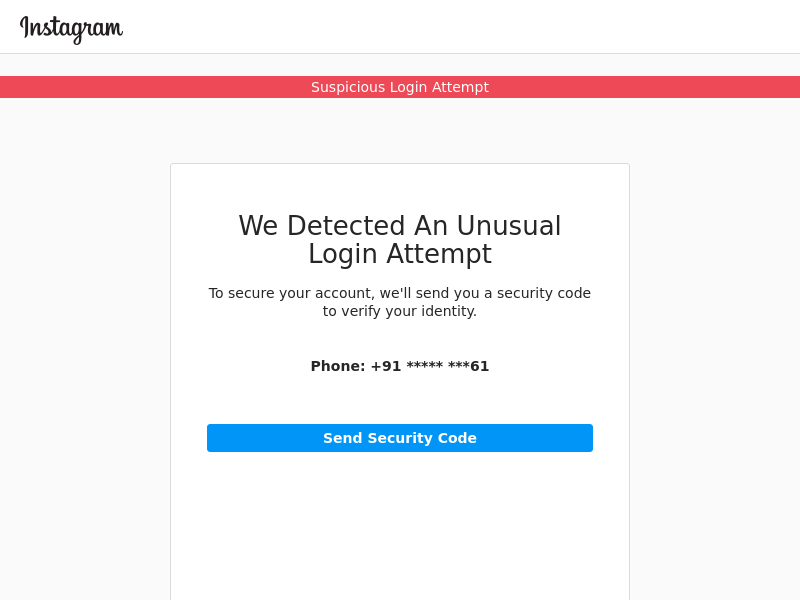 Instagram
Suspicious Login Attempt
We Detected An Unusual
Login Attempt
To secure your account, we'll send you a security code
to verify your identity.
Phone: +91 ***** ***61
Send Security Code